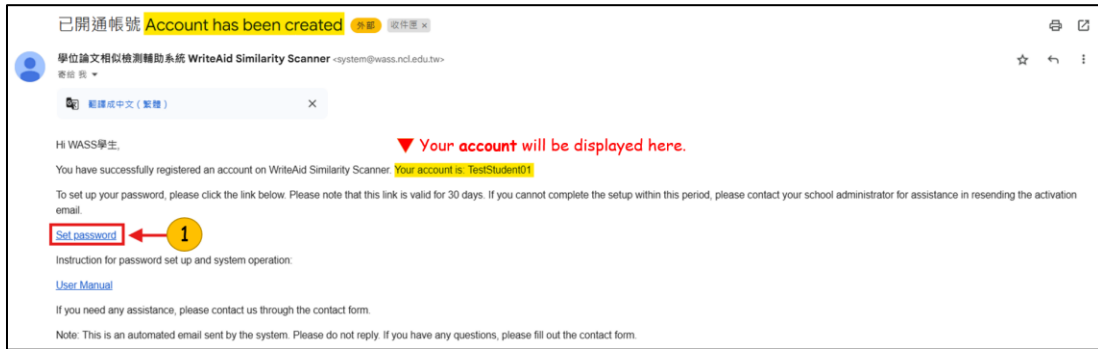 已開通帳號 Account has been created 外部 收件匣 ×
學位論文相似檢測輔助系統 WriteAid Similarity Scanner <system@wass.ncl.edu.tw>
寄給 我
翻譯成中文（繁體） ×
Hi WASS學生,
▼ Your account will be displayed here.
You have successfully registered an account on WriteAid Similarity Scanner. Your account is: TestStudent01
To set up your password, please click the link below. Please note that this link is valid for 30 days. If you cannot complete the setup within this period, please contact your school administrator for assistance in resending the activation
email.
Set password 1
Instruction for password set up and system operation:
User Manual
If you need any assistance, please contact us through the contact form.
Note: This is an automated email sent by the system. Please do not reply. If you have any questions, please fill out the contact form.